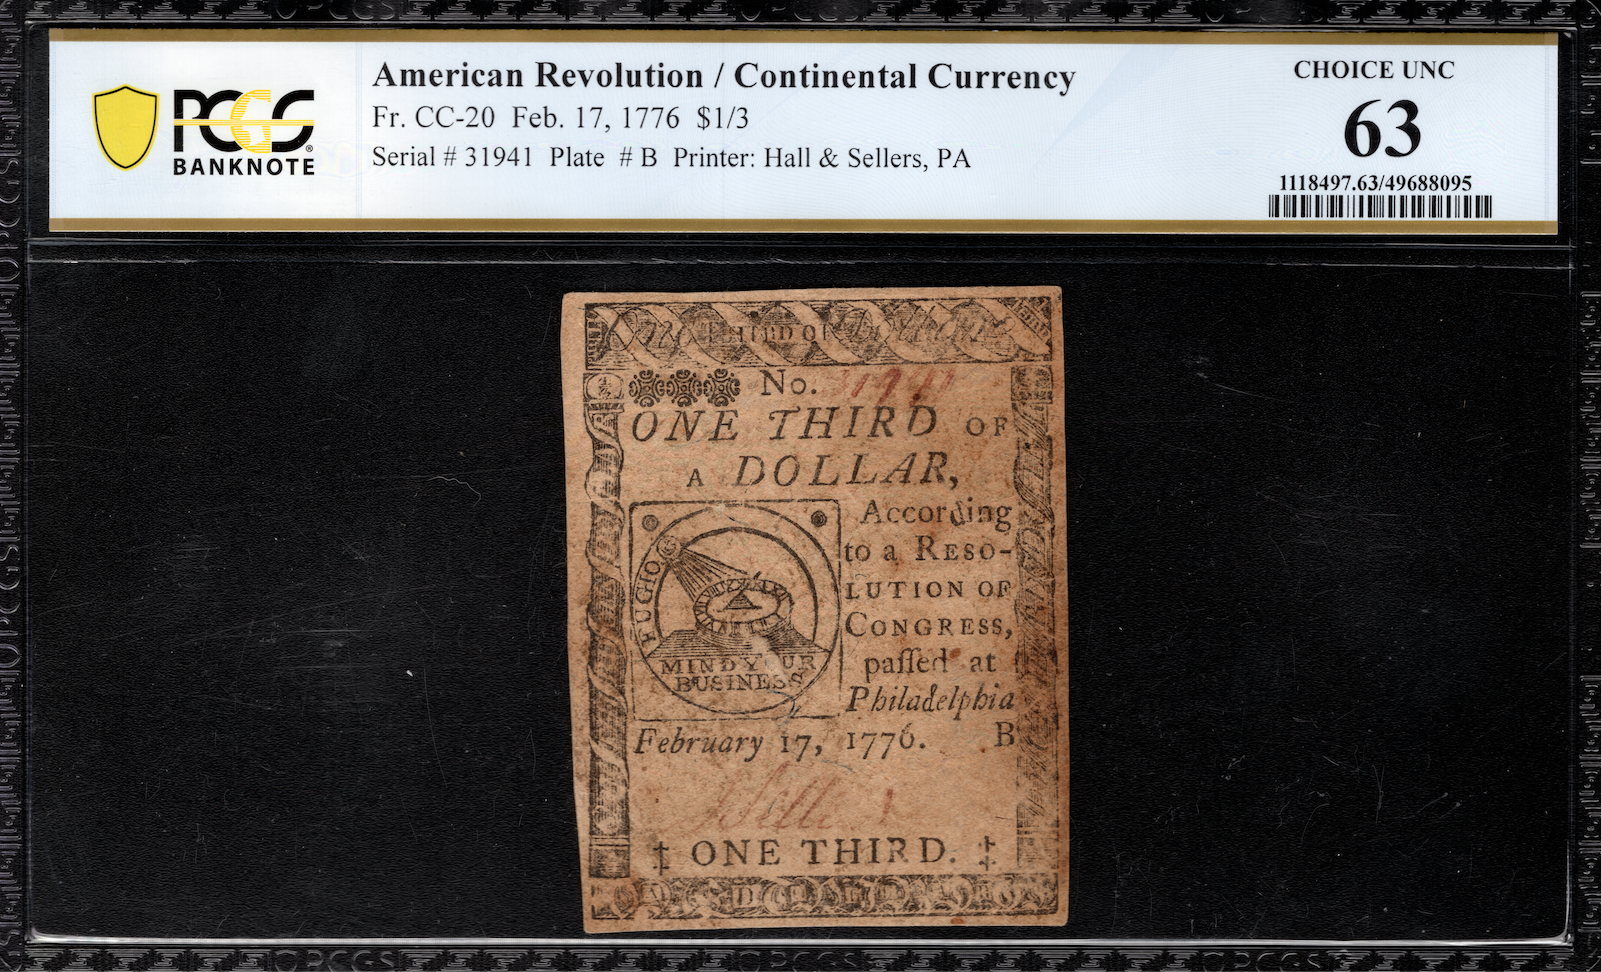 PCGS
BANKNOTE
American Revolution / Continental Currency
Fr. CC-20 Feb. 17, 1776 $1/3
Serial # 31941 Plate # B Printer: Hall & Sellers, PA
CHOICE UNC
63
1118497.63/49688095
No. 31941
ONE THIRD OF
A DOLLAR,
According
to a RESO-
LUTION OF
CONGRESS,
paſſed at
Philadelphia
February 17, 1776. B
FUGIO
MIND YOUR
BUSINESS
‡ ONE THIRD. ‡